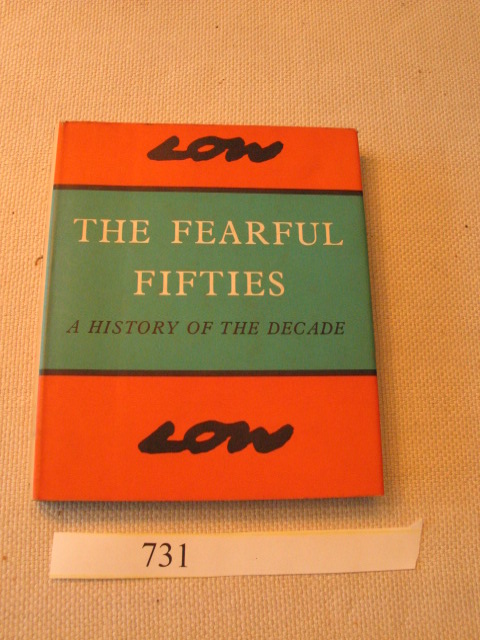 LOW
THE FEARFUL
FIFTIES
A HISTORY OF THE DECADE
LOW
731